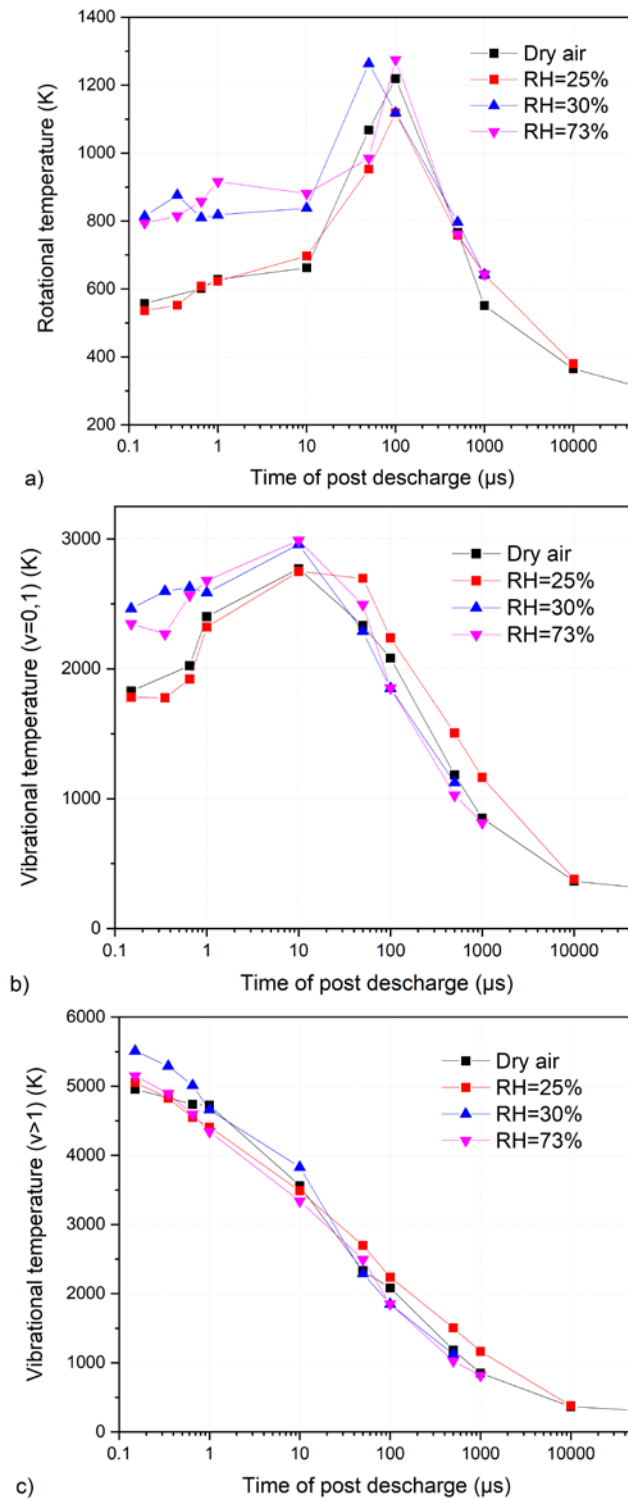 1400
1200
1000
800
600
400
200
Rotational temperature (K)
Dry air
RH=25%
RH=30%
RH=73%
0.1 1 10 100 1000 10000
Time of post descharge (μs)
a)
3000
2000
1000
0
Vibrational temperature (v=0,1) (K)
Dry air
RH=25%
RH=30%
RH=73%
0.1 1 10 100 1000 10000
Time of post descharge (μs)
b)
6000
5000
4000
3000
2000
1000
0
Vibrational temperature (v>1) (K)
Dry air
RH=25%
RH=30%
RH=73%
0.1 1 10 100 1000 10000
Time of post descharge (μs)
c)